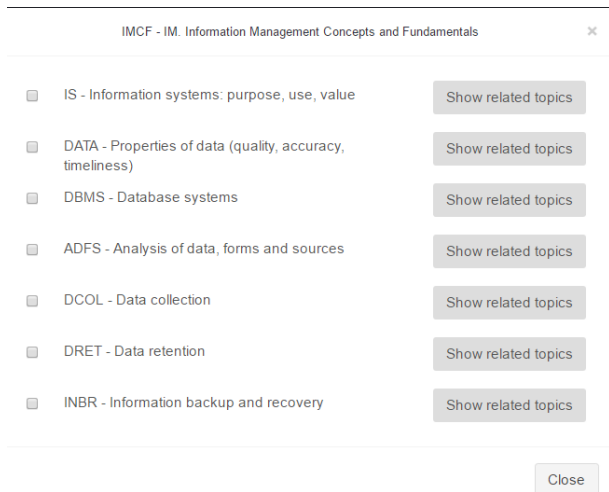 IMCF - IM. Information Management Concepts and Fundamentals ×
IS - Information systems: purpose, use, value Show related topics
DATA - Properties of data (quality, accuracy, Show related topics
timeliness)
DBMS - Database systems Show related topics
ADFS - Analysis of data, forms and sources Show related topics
DCOL - Data collection Show related topics
DRET - Data retention Show related topics
INBR - Information backup and recovery Show related topics
Close